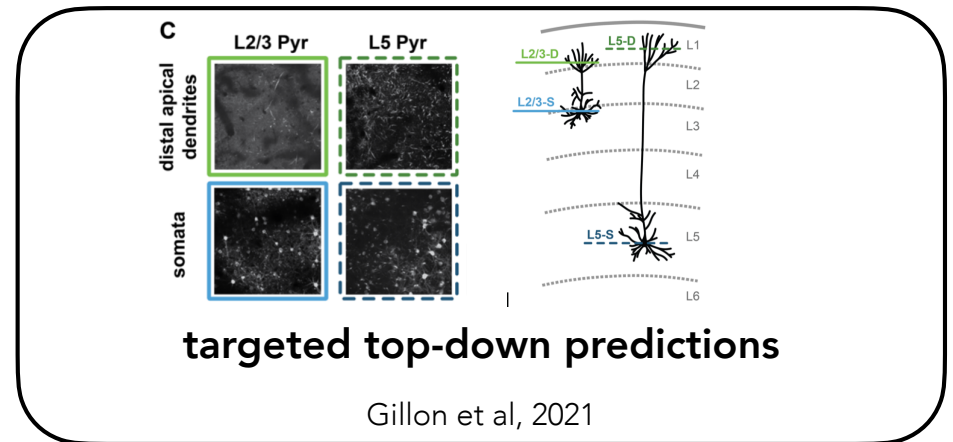 C
L2/3 Pyr
L5 Pyr
distal apical
dendrites
somata
L5-D
L1
L2/3-D
L2
L2/3-S
L3
L4
L5-S
L5
L6
targeted top-down predictions
Gillon et al, 2021